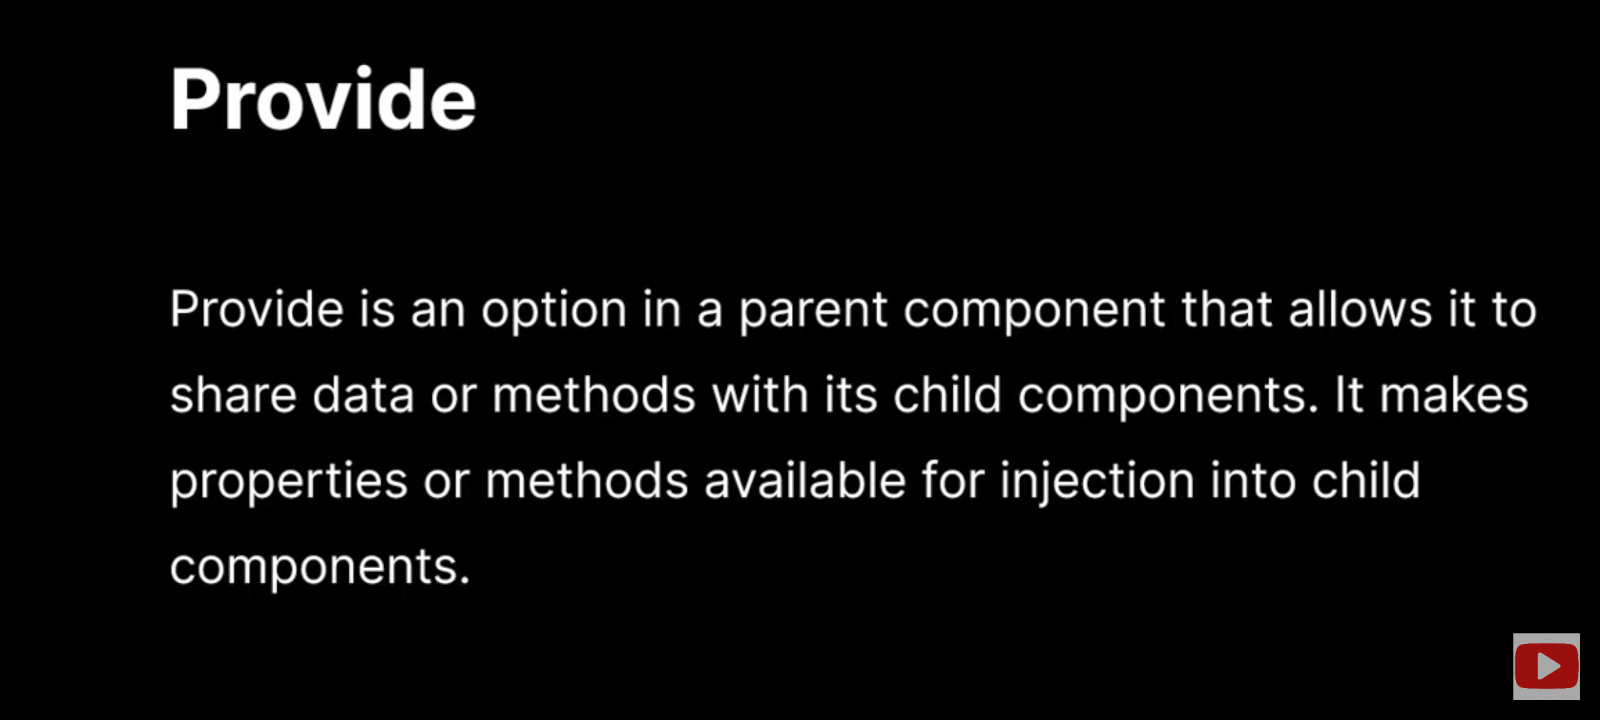 Provide
Provide is an option in a parent component that allows it to
share data or methods with its child components. It makes
properties or methods available for injection into child
components.